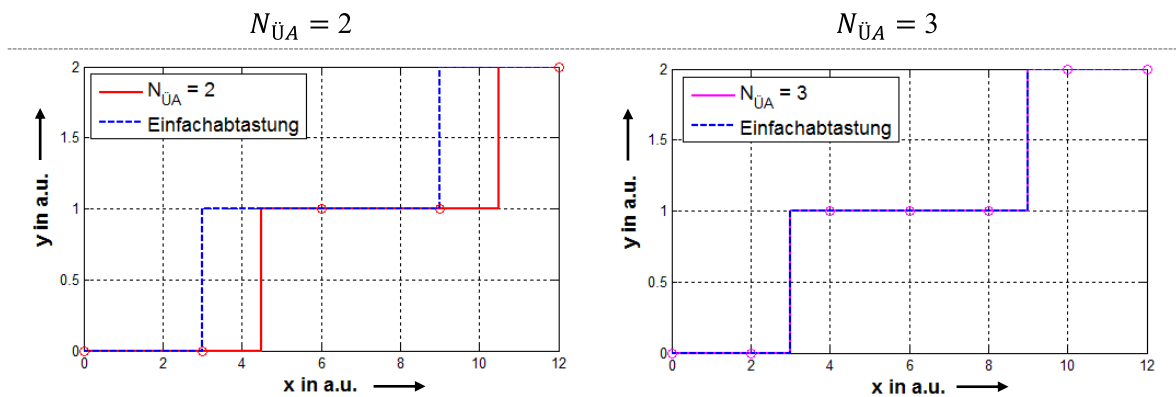 N_ÜA = 2
N_ÜA = 3
2
1.5
1
0.5
0
N_ÜA = 2
Einfachabtastung
y in a.u.
0 2 4 6 8 10 12
x in a.u.
2
1.5
1
0.5
0
N_ÜA = 3
Einfachabtastung
y in a.u.
0 2 4 6 8 10 12
x in a.u.